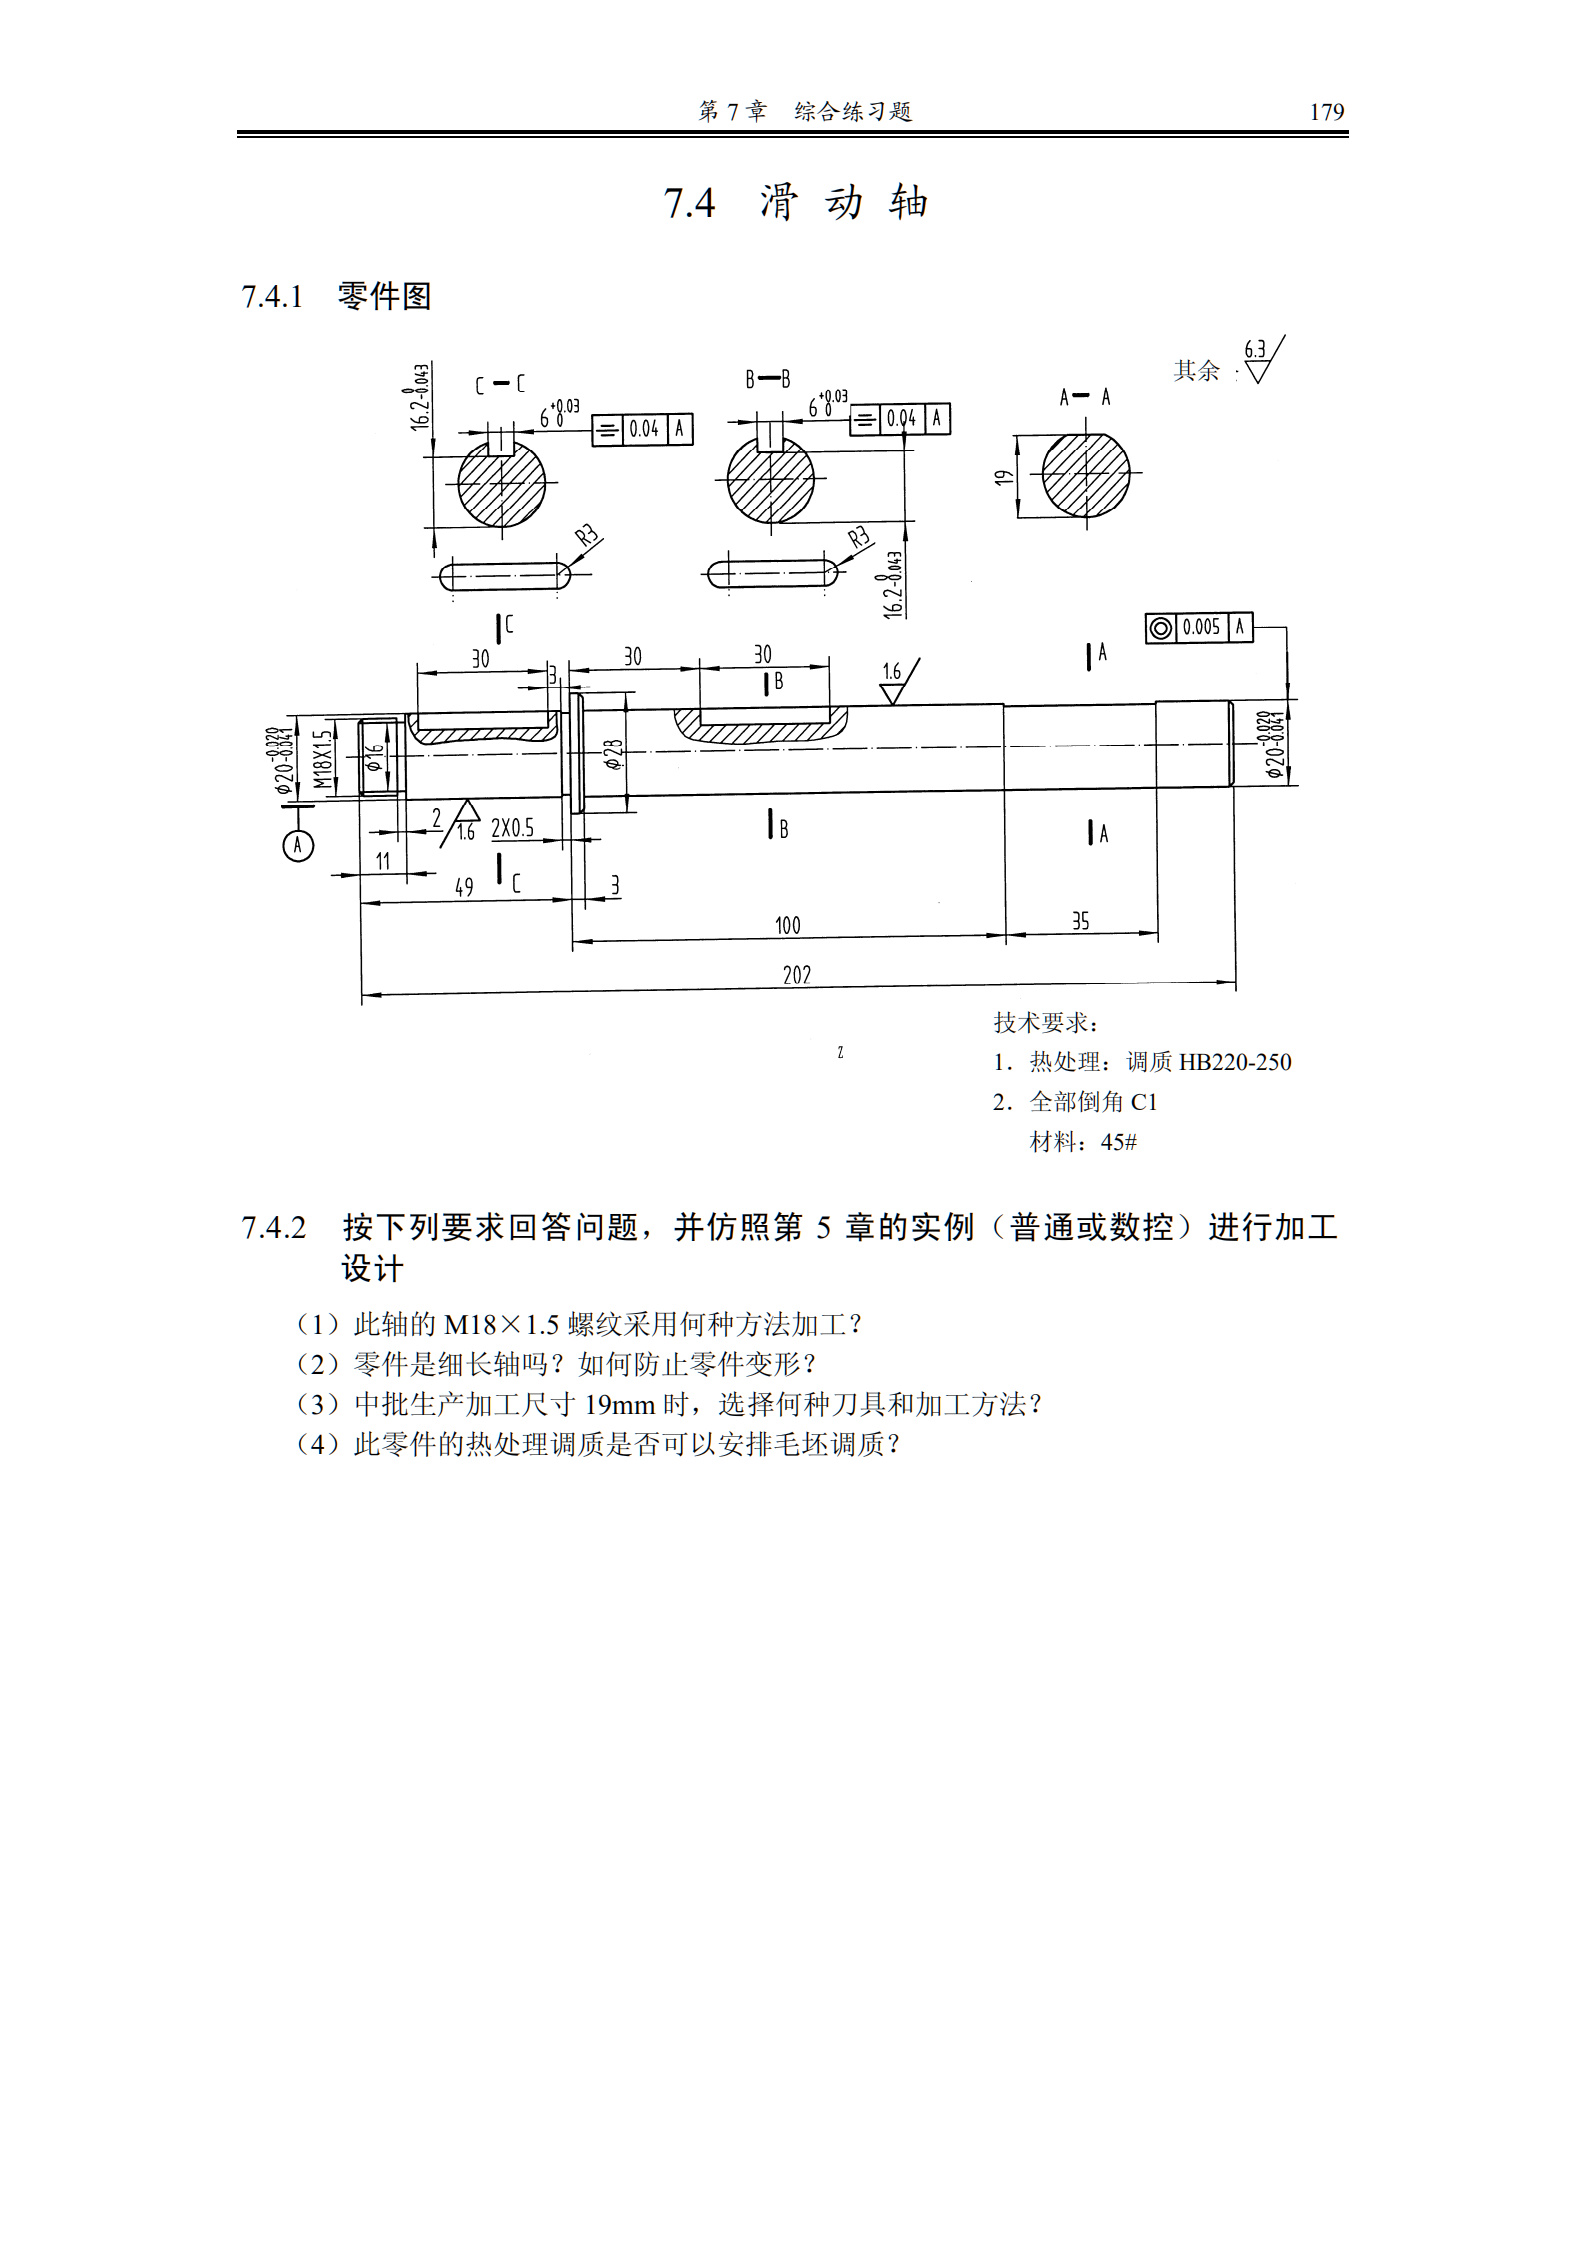 第 7 章 综合练习题 179
7.4 滑 动 轴
7.4.1 零件图
其余 6.3
C－C
B－B
A－A
16.2 0 -0.043
6 +0.03 0
0.04 A
6 +0.03 0
0.04 A
19
R3
R3
16.2 0 -0.043
C
30
3
30
30
B
1.6
A
0.005 A
φ20 -0.020 -0.041
M18X1.5
φ16
φ28
φ20 -0.020 -0.041
A
2
1.6
2X0.5
B
A
11
49
C
3
100
35
202
Z
技术要求：
1．热处理：调质 HB220-250
2．全部倒角 C1
材料：45#
7.4.2 按下列要求回答问题，并仿照第 5 章的实例（普通或数控）进行加工
设计
（1）此轴的 M18×1.5 螺纹采用何种方法加工？
（2）零件是细长轴吗？如何防止零件变形？
（3）中批生产加工尺寸 19mm 时，选择何种刀具和加工方法？
（4）此零件的热处理调质是否可以安排毛坯调质？